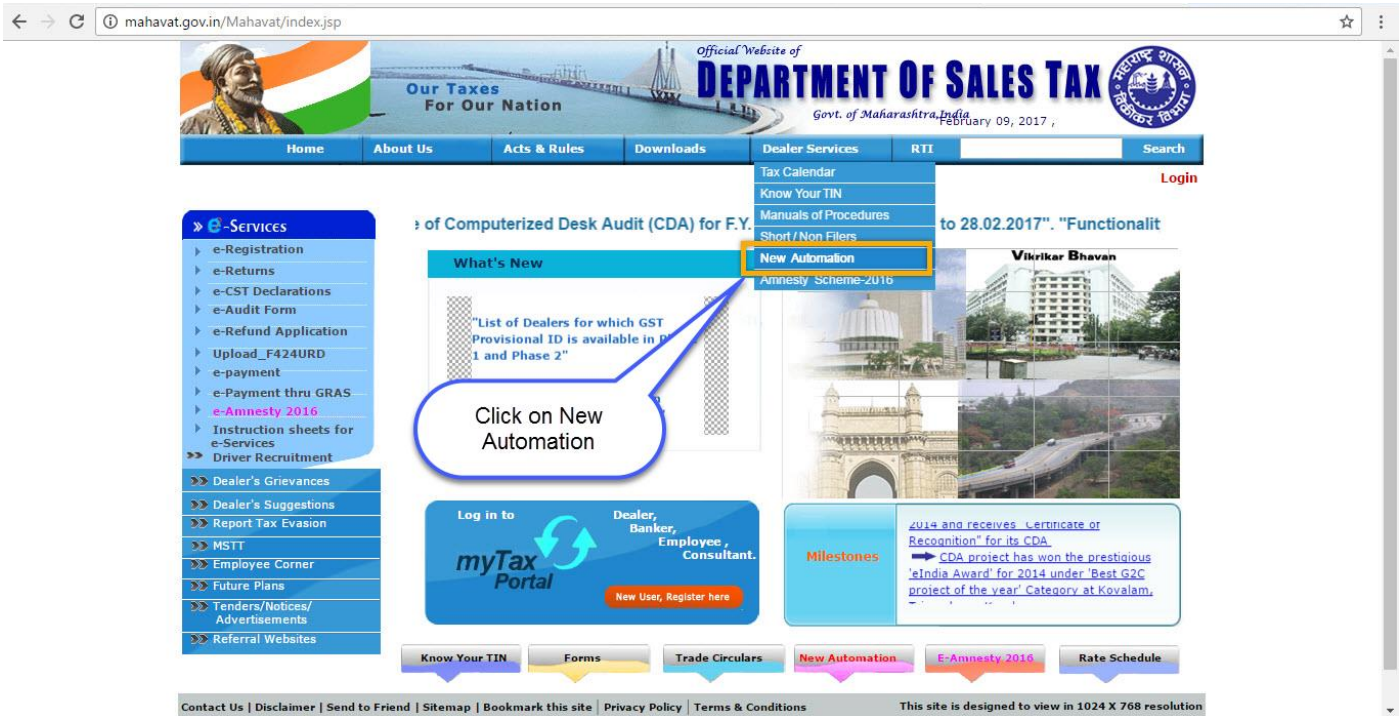 mahavat.gov.in/Mahavat/index.jsp
Our Taxes
For Our Nation
Official Website of
DEPARTMENT OF SALES TAX
Govt. of Maharashtra,India
February 09, 2017 ,
महाराष्ट्र राज्य
विक्रीकर विभाग
Home About Us Acts & Rules Downloads Dealer Services RTI Search
Login
Tax Calendar
Know Your TIN
Manuals of Procedures
Short / Non Filers
New Automation
Amnesty Scheme-2016
e-Services
e-Registration
e-Returns
e-CST Declarations
e-Audit Form
e-Refund Application
Upload_F424URD
e-payment
e-Payment thru GRAS
e-Amnesty 2016
Instruction sheets for
e-Services
Driver Recruitment
Dealer's Grievances
Dealer's Suggestions
Report Tax Evasion
MSTT
Employee Corner
Future Plans
Tenders/Notices/
Advertisements
Referral Websites
of Computerized Desk Audit (CDA) for F.Y. to 28.02.2017". "Functionalit
What's New
"List of Dealers for which GST
Provisional ID is available in
1 and Phase 2"
Click on New
Automation
Vikrikar Bhavan
Log in to
myTax
Portal
Dealer,
Banker,
Employee ,
Consultant.
New User, Register here
Milestones
2014 and receives "Certificate of
Recognition" for its CDA
CDA project has won the prestigious
'eIndia Award' for 2014 under 'Best G2C
project of the year' Category at Kovalam,
Know Your TIN Forms Trade Circulars New Automation E-Amnesty 2016 Rate Schedule
Contact Us | Disclaimer | Send to Friend | Sitemap | Bookmark this site | Privacy Policy | Terms & Conditions This site is designed to view in 1024 X 768 resolution